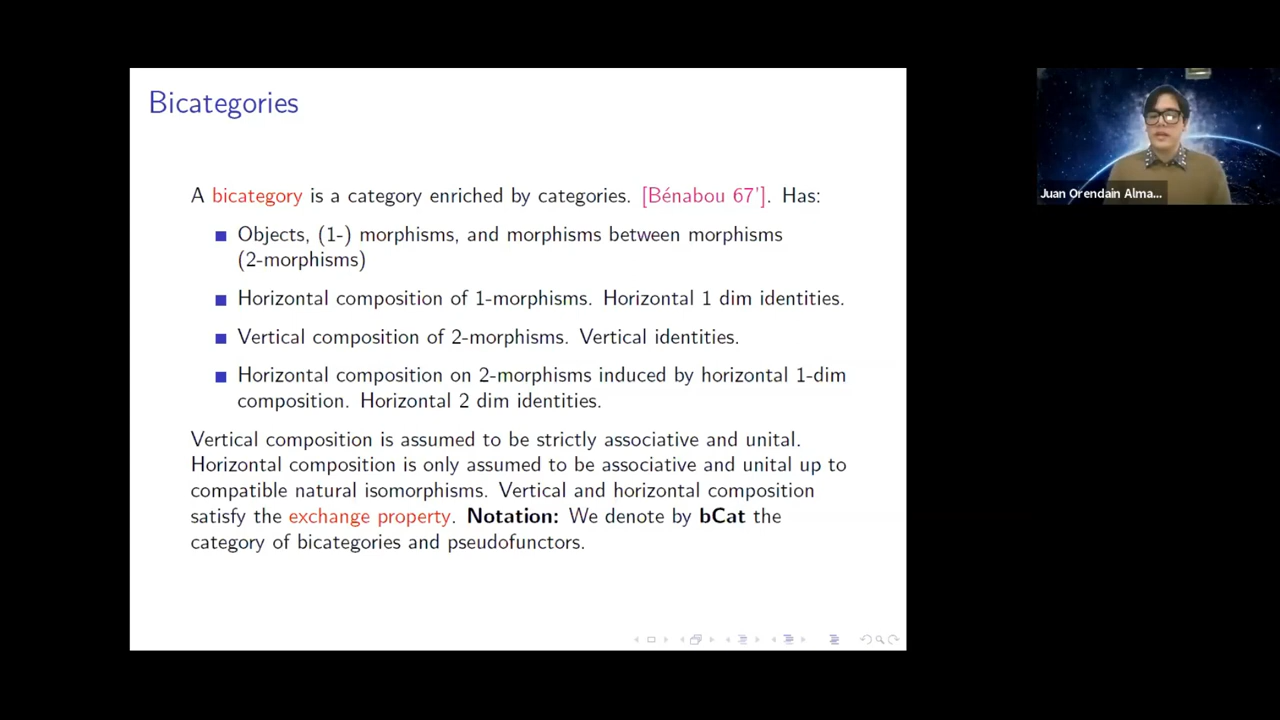 Bicategories
A bicategory is a category enriched by categories. [Bénabou 67']. Has:
Objects, (1-) morphisms, and morphisms between morphisms
(2-morphisms)
Horizontal composition of 1-morphisms. Horizontal 1 dim identities.
Vertical composition of 2-morphisms. Vertical identities.
Horizontal composition on 2-morphisms induced by horizontal 1-dim
composition. Horizontal 2 dim identities.
Vertical composition is assumed to be strictly associative and unital.
Horizontal composition is only assumed to be associative and unital up to
compatible natural isomorphisms. Vertical and horizontal composition
satisfy the exchange property. Notation: We denote by bCat the
category of bicategories and pseudofunctors.
Juan Orendain Alma...